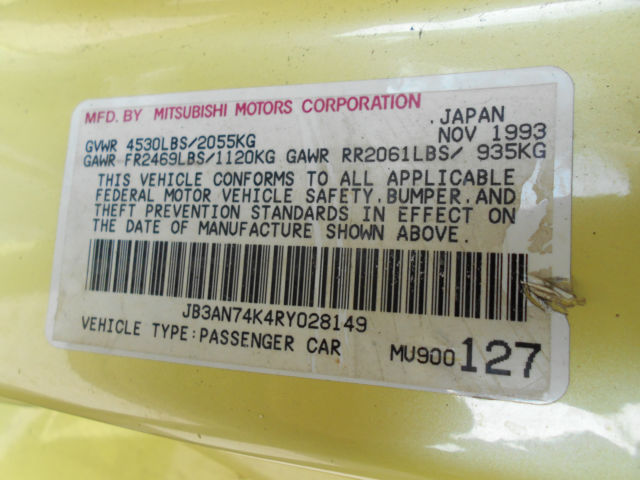 MFD. BY MITSUBISHI MOTORS CORPORATION
JAPAN
GVWR 4530LBS/2055KG NOV 1993
GAWR FR2469LBS/1120KG GAWR RR2061LBS/ 935KG
THIS VEHICLE CONFORMS TO ALL APPLICABLE
FEDERAL MOTOR VEHICLE SAFETY, BUMPER, AND
THEFT PREVENTION STANDARDS IN EFFECT ON
THE DATE OF MANUFACTURE SHOWN ABOVE.
JB3AN74K4RY028149
VEHICLE TYPE: PASSENGER CAR MU900 127